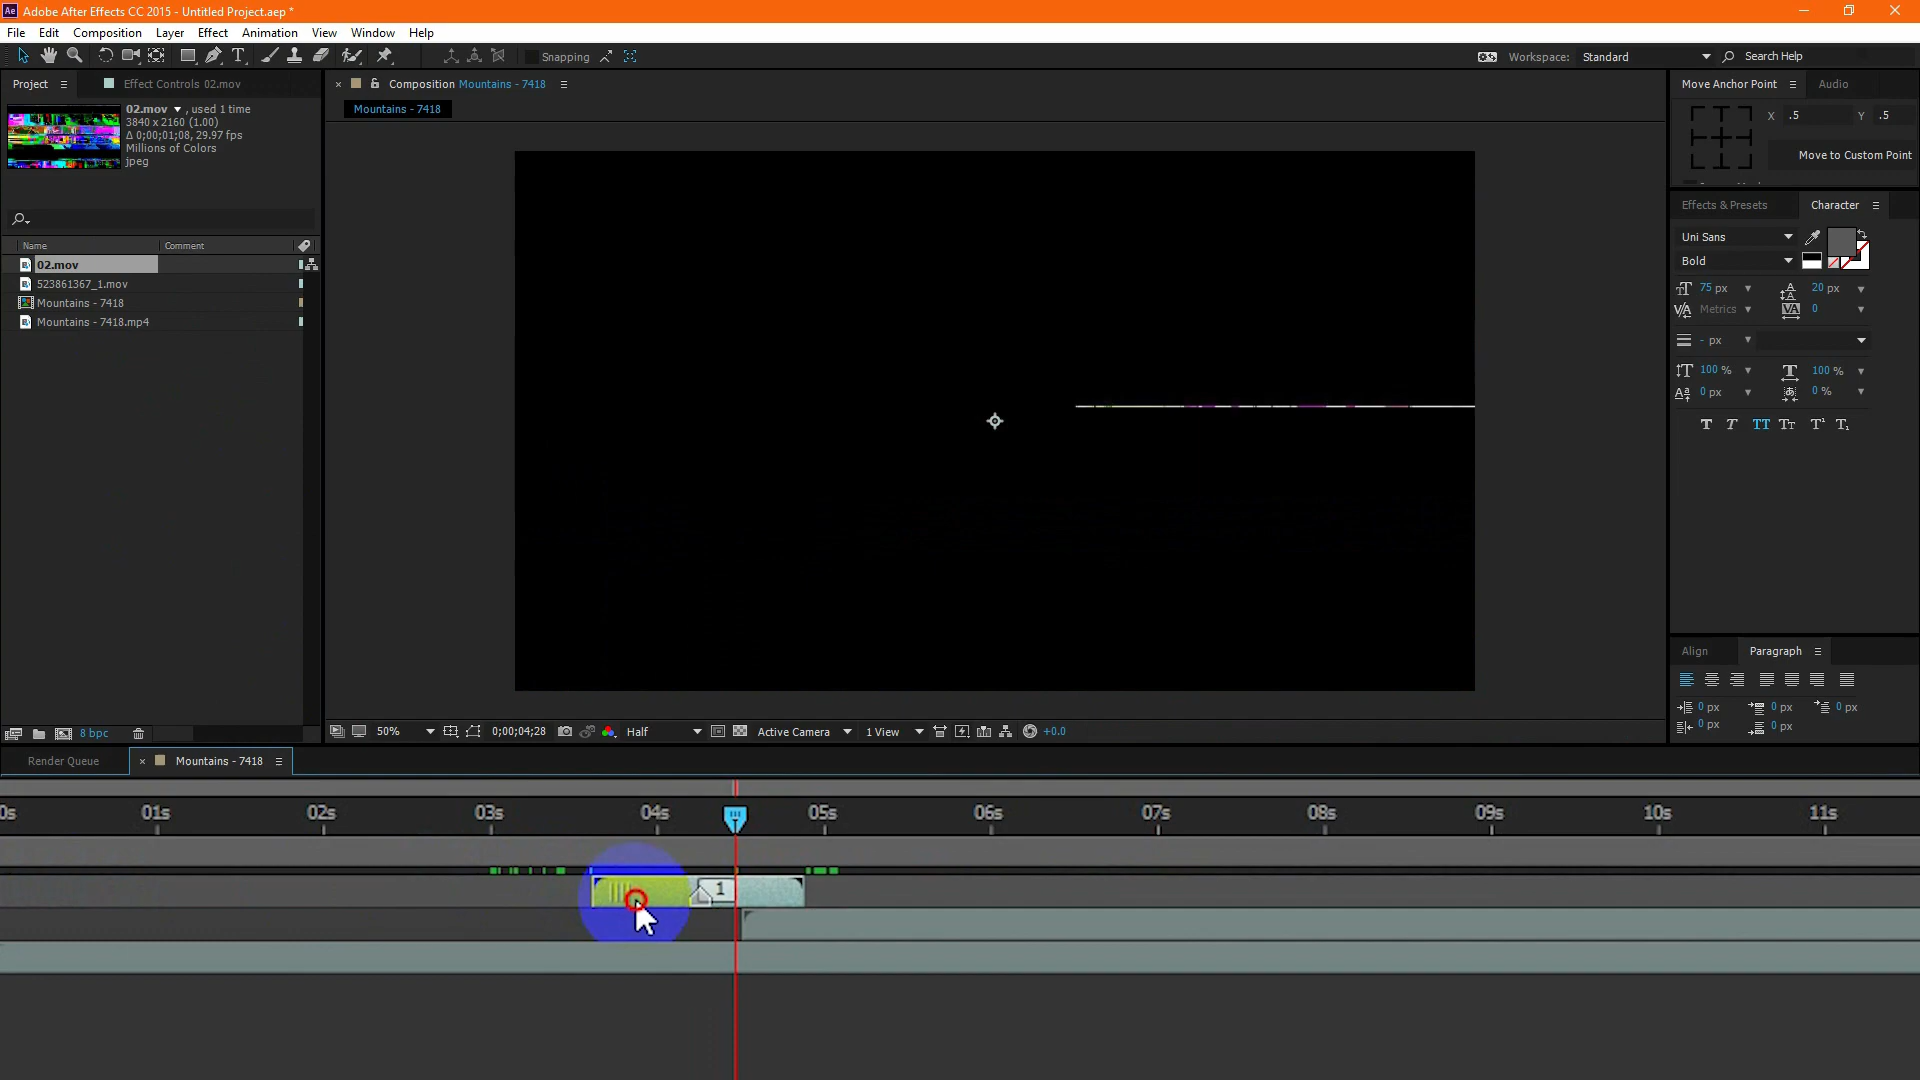 Ae Adobe After Effects CC 2015 - Untitled Project.aep *
File Edit Composition Layer Effect Animation View Window Help
Snapping Workspace: Standard Search Help
Project Effect Controls 02.mov
× Composition Mountains - 7418
Move Anchor Point Audio
Mountains - 7418
02.mov , used 1 time
3840 x 2160 (1.00)
Δ 0;00;01;08, 29.97 fps
Millions of Colors
jpeg
X .5 Y .5
Move to Custom Point
Effects & Presets Character
Name Comment
02.mov
523861367_1.mov
Mountains - 7418
Mountains - 7418.mp4
Uni Sans
Bold
75 px 20 px
Metrics 0
- px
100 % 100 %
0 px 0 %
T T TT Tt T¹ T₁
Align Paragraph
0 px 0 px 0 px
0 px 0 px
8 bpc
50% 0;00;04;28 Half Active Camera 1 View +0.0
Render Queue × Mountains - 7418
0s 01s 02s 03s 04s 05s 06s 07s 08s 09s 10s 11s
1